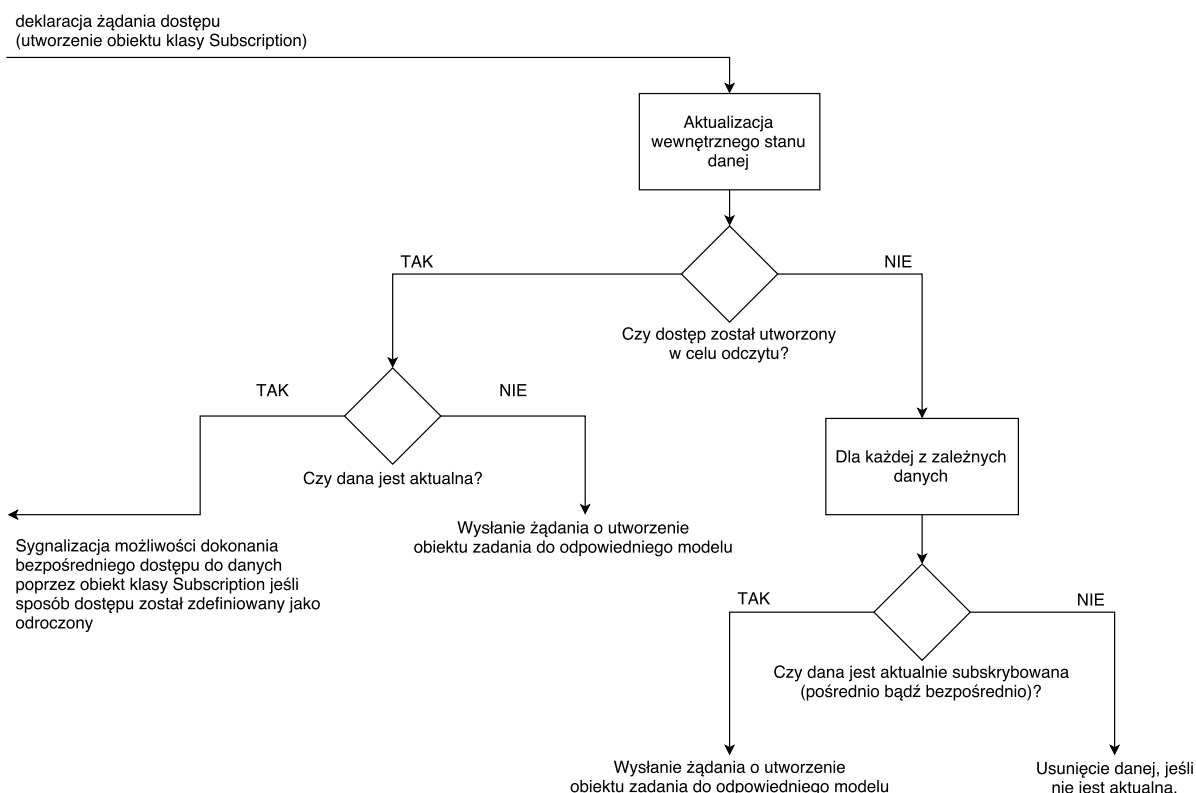 deklaracja żądania dostępu
(utworzenie obiektu klasy Subscription)
Aktualizacja
wewnętrznego stanu
danej
TAK
NIE
Czy dostęp został utworzony
w celu odczytu?
TAK
NIE
Czy dana jest aktualna?
Dla każdej z zależnych
danych
Wysłanie żądania o utworzenie
obiektu zadania do odpowiedniego modelu
Sygnalizacja możliwości dokonania
bezpośredniego dostępu do danych
poprzez obiekt klasy Subscription jeśli
sposób dostępu został zdefiniowany jako
odroczony
TAK
NIE
Czy dana jest aktualnie subskrybowana
(pośrednio bądź bezpośrednio)?
Wysłanie żądania o utworzenie
obiektu zadania do odpowiedniego modelu
Usunięcie danej, jeśli
nie jest aktualna.